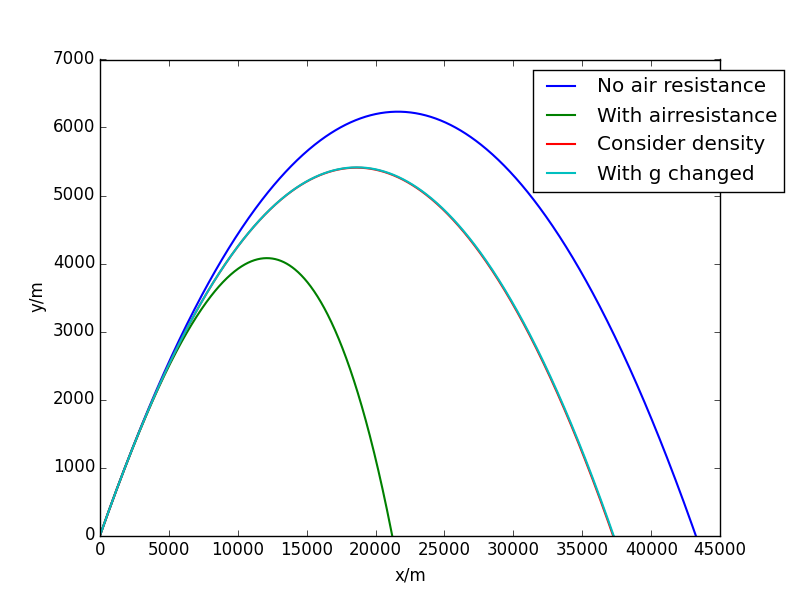 7000
6000
5000
4000
3000
2000
1000
0
y/m
No air resistance
With airresistance
Consider density
With g changed
0 5000 10000 15000 20000 25000 30000 35000 40000 45000
x/m